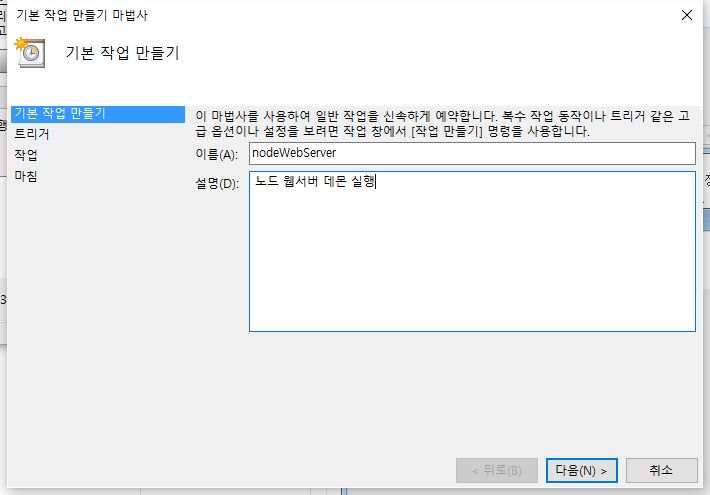 기본 작업 만들기 마법사
기본 작업 만들기
기본 작업 만들기
트리거
작업
마침
이 마법사를 사용하여 일반 작업을 신속하게 예약합니다. 복수 작업 동작이나 트리거 같은 고
급 옵션이나 설정을 보려면 작업 창에서 [작업 만들기] 명령을 사용합니다.
이름(A): nodeWebServer
설명(D): 노드 웹서버 데몬 실행
< 뒤로(B) 다음(N) > 취소